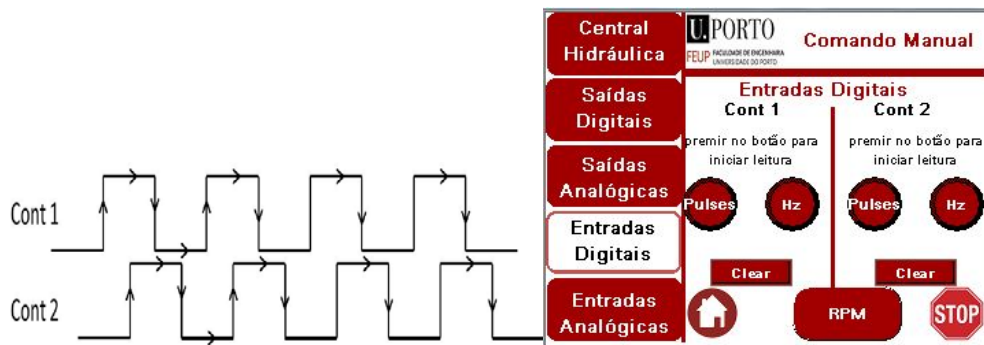 Cont 1
Cont 2
Central
Hidráulica
Saídas
Digitais
Saídas
Analógicas
Entradas
Digitais
Entradas
Analógicas
U.PORTO
FEUP FACULDADE DE ENGENHARIA
UNIVERSIDADE DO PORTO
Comando Manual
Entradas Digitais
Cont 1
premir no botão para
iniciar leitura
Pulses
Hz
Clear
Cont 2
premir no botão para
iniciar leitura
Pulses
Hz
Clear
RPM
STOP